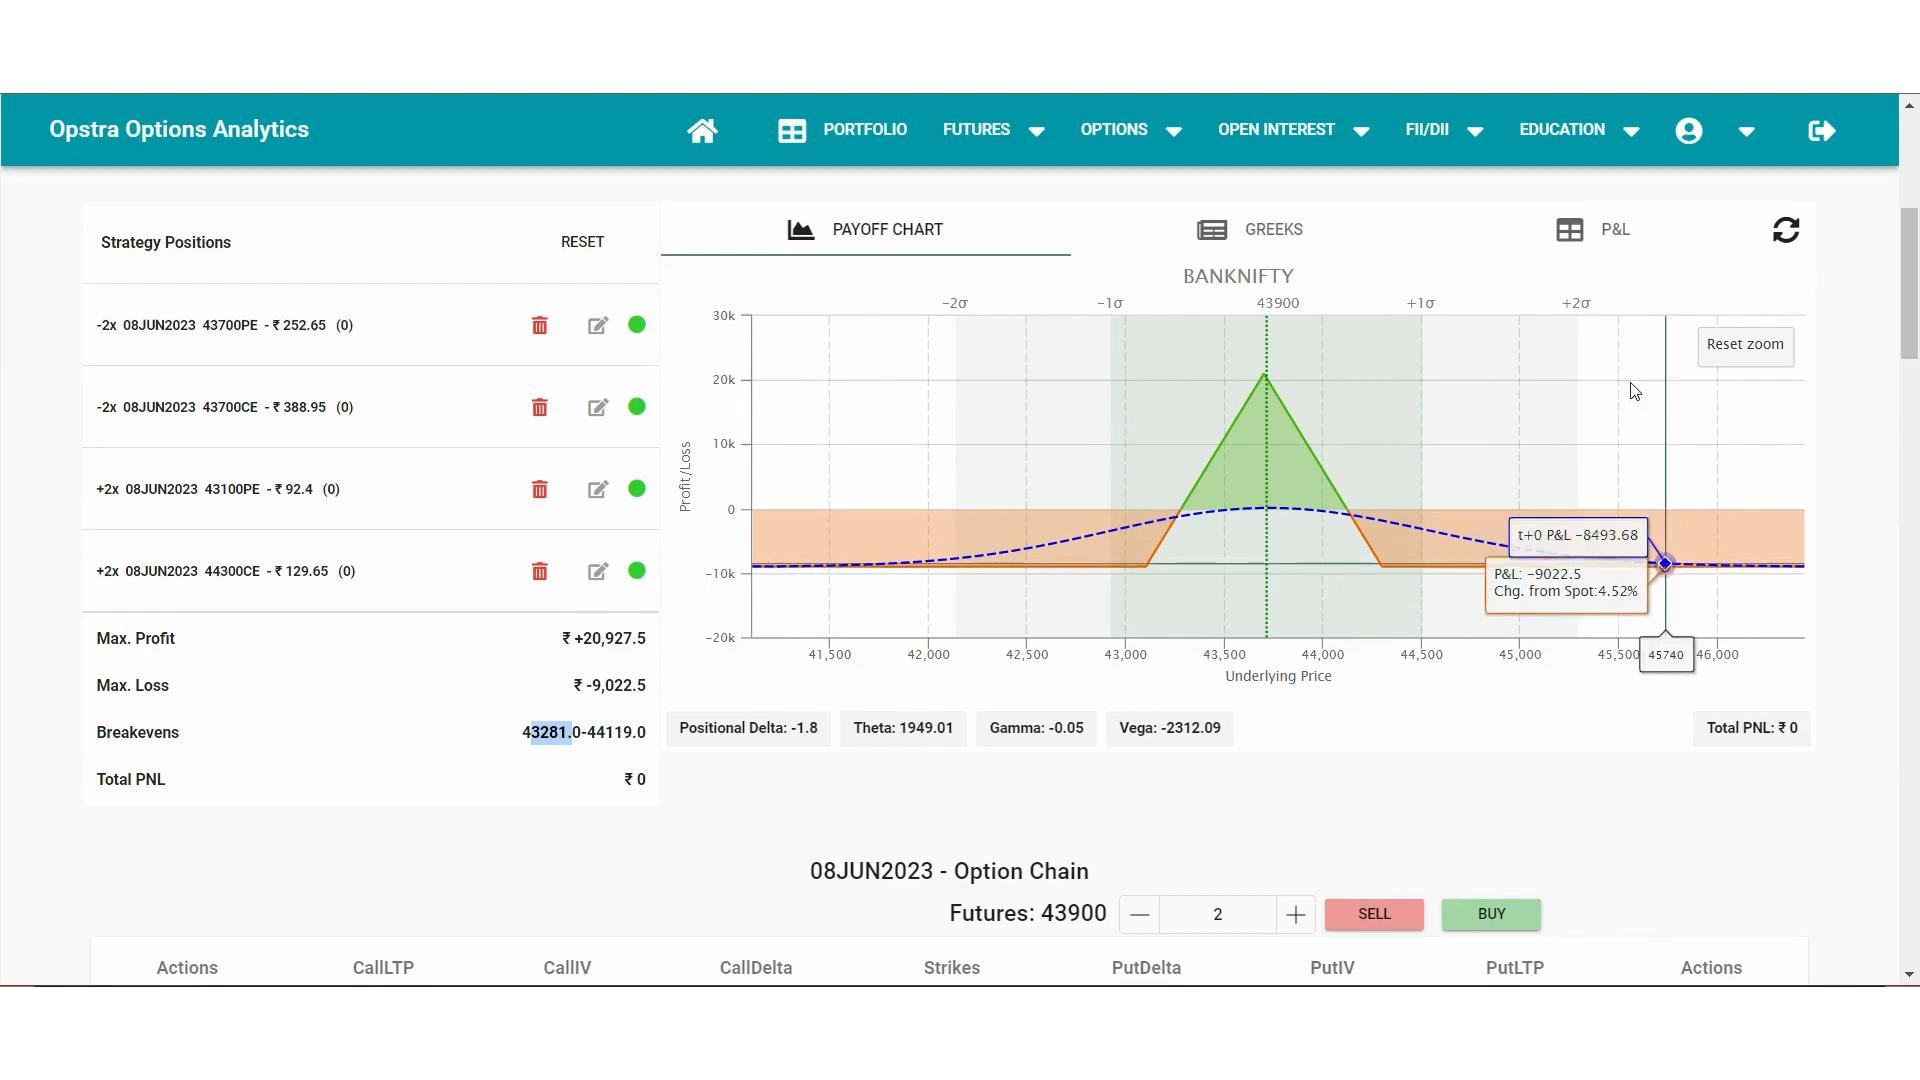 Opstra Options Analytics
PORTFOLIO
FUTURES
OPTIONS
OPEN INTEREST
FII/DII
EDUCATION
Strategy Positions
RESET
-2x 08JUN2023 43700PE - ₹ 252.65 (0)
-2x 08JUN2023 43700CE - ₹ 388.95 (0)
+2x 08JUN2023 43100PE - ₹ 92.4 (0)
+2x 08JUN2023 44300CE - ₹ 129.65 (0)
Max. Profit ₹ +20,927.5
Max. Loss ₹ -9,022.5
Breakevens 43281.0-44119.0
Total PNL ₹ 0
PAYOFF CHART
GREEKS
P&L
BANKNIFTY
-2σ -1σ 43900 +1σ +2σ
Reset zoom
30k
20k
10k
0
-10k
-20k
Profit/Loss
t+0 P&L -8493.68
P&L: -9022.5
Chg. from Spot:4.52%
41,500 42,000 42,500 43,000 43,500 44,000 44,500 45,000 45,500 45740 46,000
Underlying Price
Positional Delta: -1.8
Theta: 1949.01
Gamma: -0.05
Vega: -2312.09
Total PNL: ₹ 0
08JUN2023 - Option Chain
Futures: 43900
2
SELL
BUY
Actions CallLTP CallIV CallDelta Strikes PutDelta PutIV PutLTP Actions